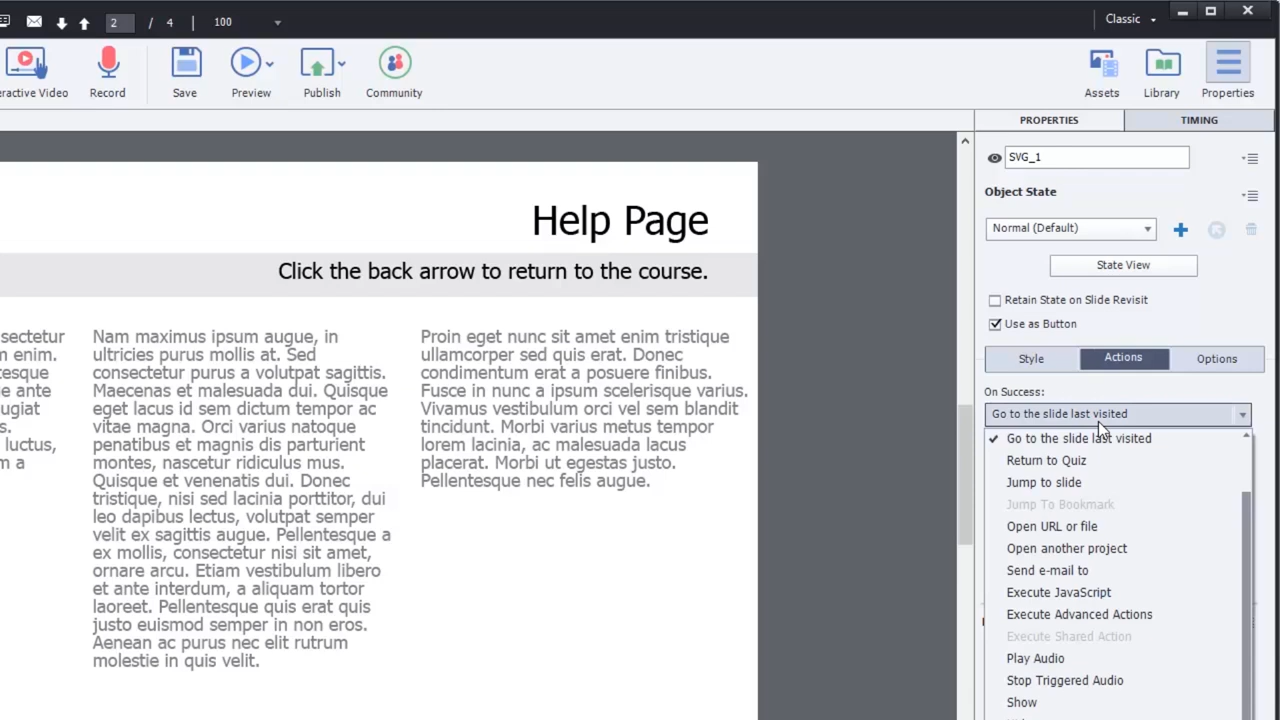 2 / 4 100
Classic
eractive Video Record Save Preview Publish Community Assets Library Properties
PROPERTIES TIMING
SVG_1
Object State
Normal (Default)
State View
Retain State on Slide Revisit
Use as Button
Style Actions Options
On Success:
Go to the slide last visited
Go to the slide last visited
Return to Quiz
Jump to slide
Jump To Bookmark
Open URL or file
Open another project
Send e-mail to
Execute JavaScript
Execute Advanced Actions
Execute Shared Action
Play Audio
Stop Triggered Audio
Show
Help Page
Click the back arrow to return to the course.
sectetur
m enim.
tesque
e ante
ugiat
s.
luctus,
m a
Nam maximus ipsum augue, in
ultricies purus mollis at. Sed
consectetur purus a volutpat sagittis.
Maecenas et malesuada dui. Quisque
eget lacus id sem dictum tempor ac
vitae magna. Orci varius natoque
penatibus et magnis dis parturient
montes, nascetur ridiculus mus.
Quisque et venenatis dui. Donec
tristique, nisi sed lacinia porttitor, dui
leo dapibus lectus, volutpat semper
velit ex sagittis augue. Pellentesque a
ex mollis, consectetur nisi sit amet,
ornare arcu. Etiam vestibulum libero
et ante interdum, a aliquam tortor
laoreet. Pellentesque quis erat quis
justo euismod semper in non eros.
Aenean ac purus nec elit rutrum
molestie in quis velit.
Proin eget nunc sit amet enim tristique
ullamcorper sed quis erat. Donec
condimentum erat a posuere finibus.
Fusce in nunc a ipsum scelerisque varius.
Vivamus vestibulum orci vel sem blandit
tincidunt. Morbi varius metus tempor
lorem lacinia, ac malesuada lacus
placerat. Morbi ut egestas justo.
Pellentesque nec felis augue.